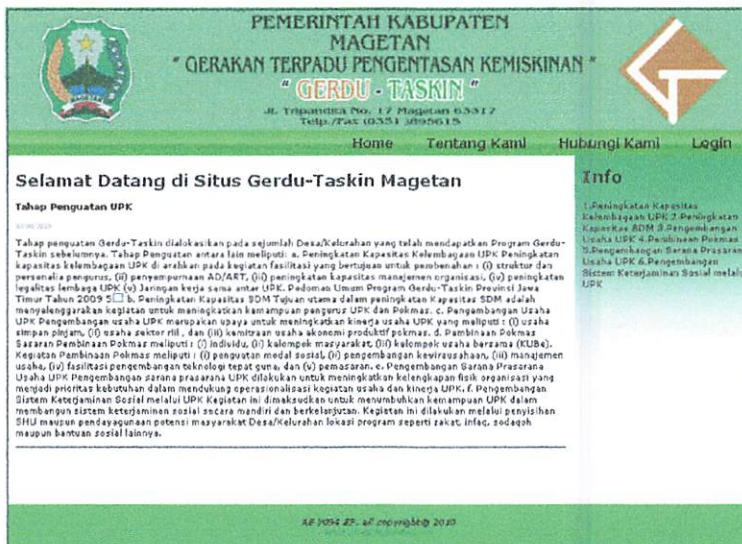 PEMERINTAH KABUPATEN
MAGETAN
" GERAKAN TERPADU PENGENTASAN KEMISKINAN "
" GERDU - TASKIN "
JL. Tripandita No. 17 Magetan 63317
Telp./Fax (0351) 3895615
MAGETAN
Home Tentang Kami Hubungi Kami Login
Selamat Datang di Situs Gerdu-Taskin Magetan
Tahap Penguatan UPK
Tahap penguatan Gerdu-Taskin dialokasikan pada sejumlah Desa/Kelurahan yang telah mendapatkan Program Gerdu-
Taskin sebelumnya. Tahap Penguatan antara lain meliputi: a. Peningkatan Kapasitas Kelembagaan UPK Peningkatan
kapasitas kelembagaan UPK di arahkan pada kegiatan fasilitasi yang bertujuan untuk pembenahan : (i) struktur dan
personalia pengurus, (ii) penyempurnaan AD/ART, (iii) peningkatan kapasitas manajemen organisasi, (iv) peningkatan
legalitas lembaga UPK (v) Jaringan kerja sama antar UPK. Pedoman Umum Program Gerdu-Taskin Provinsi Jawa
Timur Tahun 2009 5 b. Peningkatan Kapasitas SDM Tujuan utama dalam peningkatan Kapasitas SDM adalah
menyelenggarakan kegiatan untuk meningkatkan kemampuan pengurus UPK dan Pokmas. c. Pengembangan Usaha
UPK Pengembangan usaha UPK merupakan upaya untuk meningkatkan kinerja usaha UPK yang meliputi : (i) usaha
simpan pinjam, (ii) usaha sektor riil , dan (iii) kemitraan usaha ekonomi produktif pokmas. d. Pembinaan Pokmas
Sasaran Pembinaan Pokmas meliputi : (i) individu, (ii) kelompok masyarakat, (iii) kelompok usaha bersama (KUBe).
Kegiatan Pembinaan Pokmas meliputi : (i) penguatan modal sosial, (ii) pengembangan kewirausahaan, (iii) manajemen
usaha, (iv) fasilitasi pengembangan teknologi tepat guna, dan (v) pemasaran. e. Pengembangan Sarana Prasarana
Usaha UPK Pengembangan sarana prasarana UPK dilakukan untuk meningkatkan kelengkapan fisik organisasi yang
menjadi prioritas kebutuhan dalam mendukung operasionalisasi kegiatan usaha dan kinerja UPK. f. Pengembangan
Sistem Keterjaminan Sosial melalui UPK Kegiatan ini dimaksudkan untuk menumbuhkan kemampuan UPK dalam
membangun sistem keterjaminan sosial secara mandiri dan berkelanjutan. Kegiatan ini dilakukan melalui penyisihan
SHU maupun pendayagunaan potensi masyarakat Desa/Kelurahan lokasi program seperti zakat, infaq, sodaqoh
maupun bantuan sosial lainnya.
Info
1.Peningkatan Kapasitas
Kelembagaan UPK 2.Peningkatan
Kapasitas SDM 3.Pengembangan
Usaha UPK 4.Pembinaan Pokmas
5.Pengembangan Sarana Prasarana
Usaha UPK 6.Pengembangan
Sistem Keterjaminan Sosial melalui
UPK
all copyright@ 2010